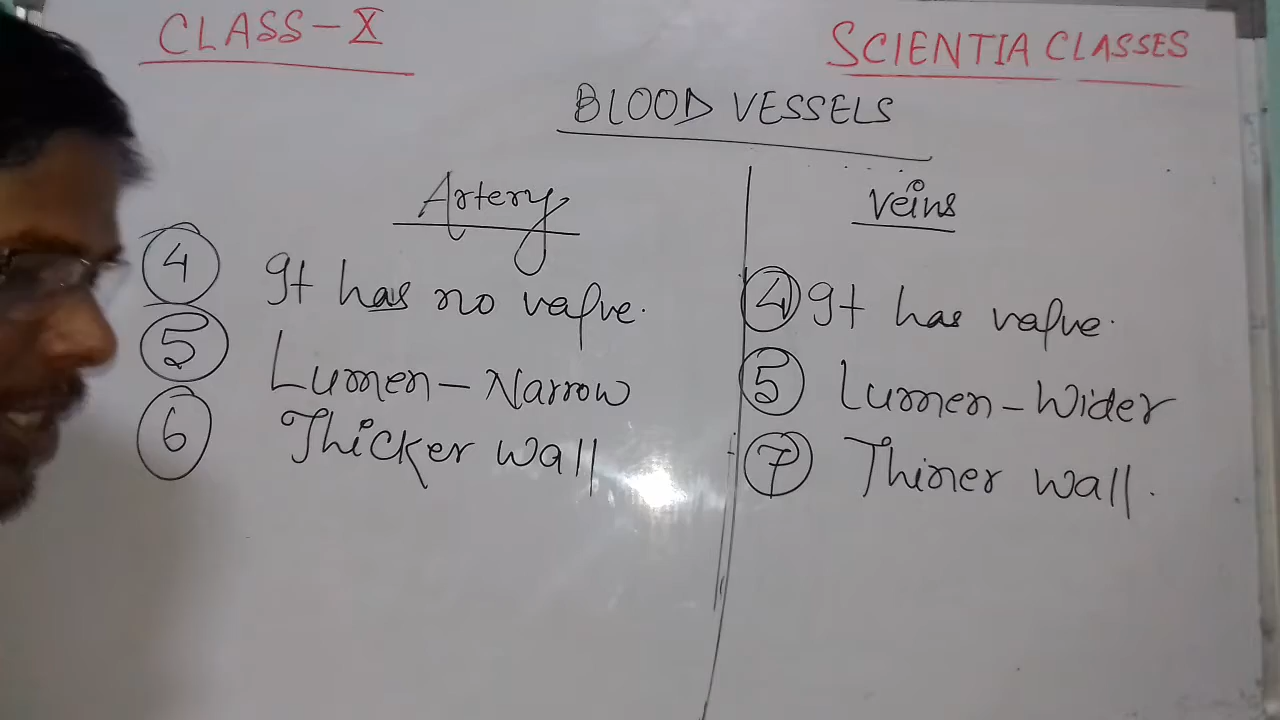 CLASS-X
SCIENTIA CLASSES
BLOOD VESSELS
Artery
4 It has no valve.
5 Lumen-Narrow
6 Thicker wall
Veins
4 It has valve.
5 Lumen-Wider
7 Thiner wall.